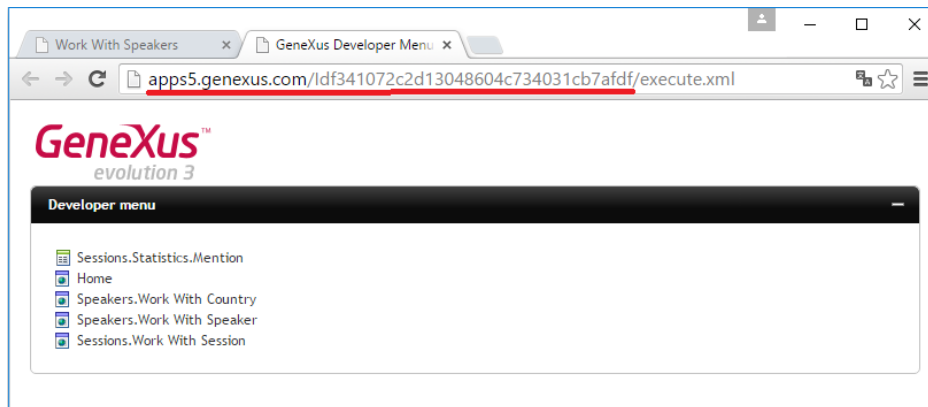 Work With Speakers
GeneXus Developer Menu
apps5.genexus.com/Idf341072c2d13048604c734031cb7afdf/execute.xml
GeneXus™
evolution 3
Developer menu
Sessions.Statistics.Mention
Home
Speakers.Work With Country
Speakers.Work With Speaker
Sessions.Work With Session